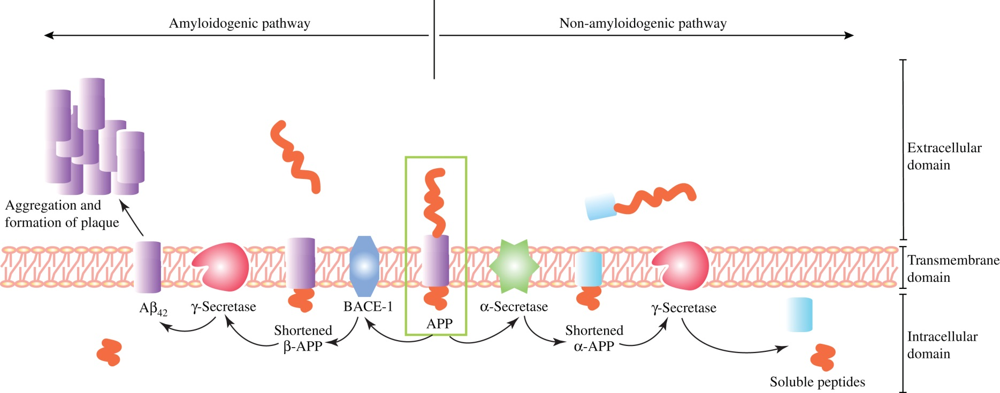 Amyloidogenic pathway
Non-amyloidogenic pathway
Extracellular
domain
Aggregation and
formation of plaque
Transmembrane
domain
Aβ42
γ-Secretase
Shortened
β-APP
BACE-1
APP
α-Secretase
Shortened
α-APP
γ-Secretase
Intracellular
domain
Soluble peptides